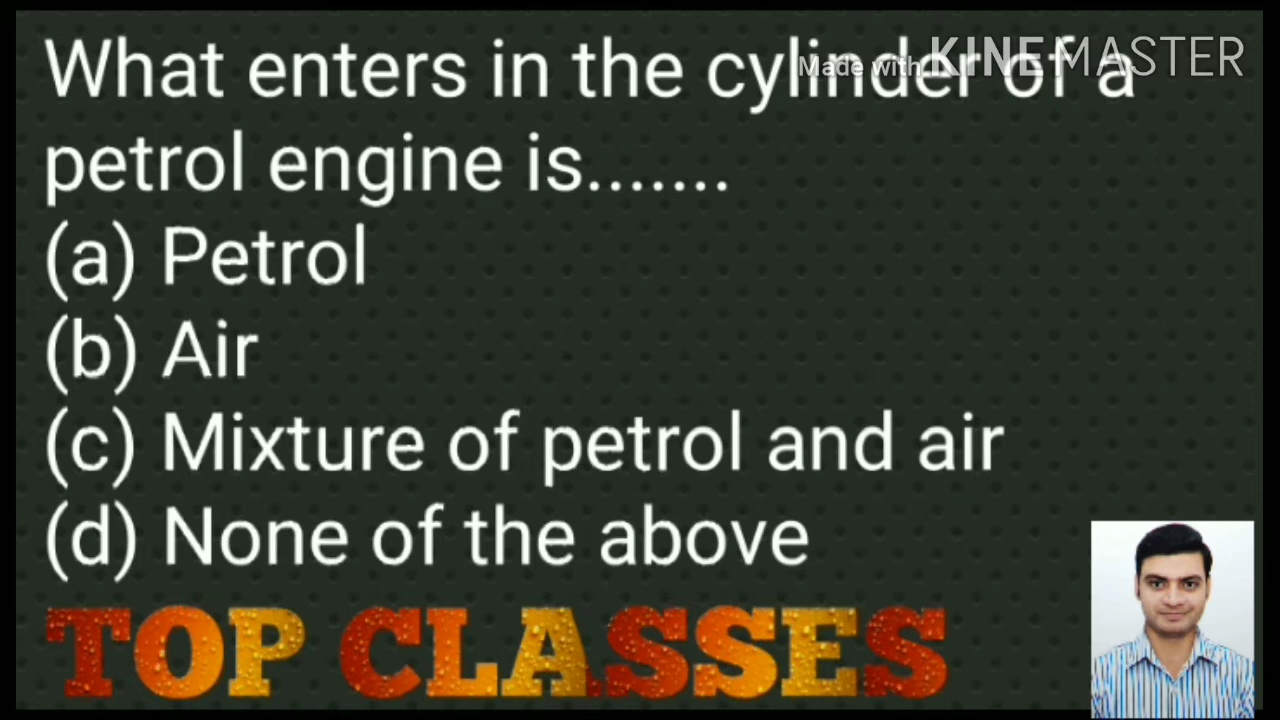 What enters in the cylinder of a
Made with KINEMASTER
petrol engine is.......
(a) Petrol
(b) Air
(c) Mixture of petrol and air
(d) None of the above
TOP CLASSES